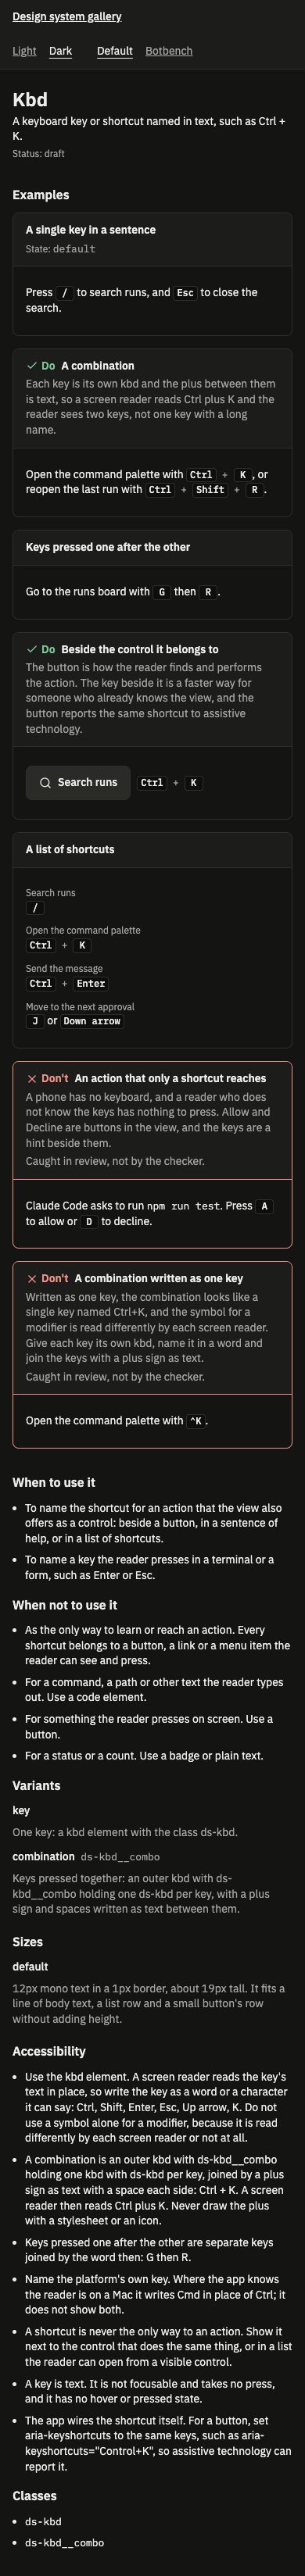 Design system gallery
Light Dark Default Botbench
Kbd
A keyboard key or shortcut named in text, such as Ctrl +
K.
Status: draft
Examples
A single key in a sentence
State: default
Press / to search runs, and Esc to close the
search.
Do A combination
Each key is its own kbd and the plus between them
is text, so a screen reader reads Ctrl plus K and the
reader sees two keys, not one key with a long
name.
Open the command palette with Ctrl + K, or
reopen the last run with Ctrl + Shift + R.
Keys pressed one after the other
Go to the runs board with G then R.
Do Beside the control it belongs to
The button is how the reader finds and performs
the action. The key beside it is a faster way for
someone who already knows the view, and the
button reports the same shortcut to assistive
technology.
Search runs Ctrl + K
A list of shortcuts
Search runs
/
Open the command palette
Ctrl + K
Send the message
Ctrl + Enter
Move to the next approval
J or Down arrow
Don't An action that only a shortcut reaches
A phone has no keyboard, and a reader who does
not know the keys has nothing to press. Allow and
Decline are buttons in the view, and the keys are a
hint beside them.
Caught in review, not by the checker.
Claude Code asks to run npm run test. Press A
to allow or D to decline.
Don't A combination written as one key
Written as one key, the combination looks like a
single key named Ctrl+K, and the symbol for a
modifier is read differently by each screen reader.
Give each key its own kbd, name it in a word and
join the keys with a plus sign as text.
Caught in review, not by the checker.
Open the command palette with ^K.
When to use it
• To name the shortcut for an action that the view also
offers as a control: beside a button, in a sentence of
help, or in a list of shortcuts.
• To name a key the reader presses in a terminal or a
form, such as Enter or Esc.
When not to use it
• As the only way to learn or reach an action. Every
shortcut belongs to a button, a link or a menu item the
reader can see and press.
• For a command, a path or other text the reader types
out. Use a code element.
• For something the reader presses on screen. Use a
button.
• For a status or a count. Use a badge or plain text.
Variants
key
One key: a kbd element with the class ds-kbd.
combination ds-kbd__combo
Keys pressed together: an outer kbd with ds-
kbd__combo holding one ds-kbd per key, with a plus
sign and spaces written as text between them.
Sizes
default
12px mono text in a 1px border, about 19px tall. It fits a
line of body text, a list row and a small button's row
without adding height.
Accessibility
• Use the kbd element. A screen reader reads the key's
text in place, so write the key as a word or a character
it can say: Ctrl, Shift, Enter, Esc, Up arrow, K. Do not
use a symbol alone for a modifier, because it is read
differently by each screen reader or not at all.
• A combination is an outer kbd with ds-kbd__combo
holding one kbd with ds-kbd per key, joined by a plus
sign as text with a space each side: Ctrl + K. A screen
reader then reads Ctrl plus K. Never draw the plus
with a stylesheet or an icon.
• Keys pressed one after the other are separate keys
joined by the word then: G then R.
• Name the platform's own key. Where the app knows
the reader is on a Mac it writes Cmd in place of Ctrl; it
does not show both.
• A shortcut is never the only way to an action. Show it
next to the control that does the same thing, or in a list
the reader can open from a visible control.
• A key is text. It is not focusable and takes no press,
and it has no hover or pressed state.
• The app wires the shortcut itself. For a button, set
aria-keyshortcuts to the same keys, such as aria-
keyshortcuts="Control+K", so assistive technology can
report it.
Classes
• ds-kbd
• ds-kbd__combo